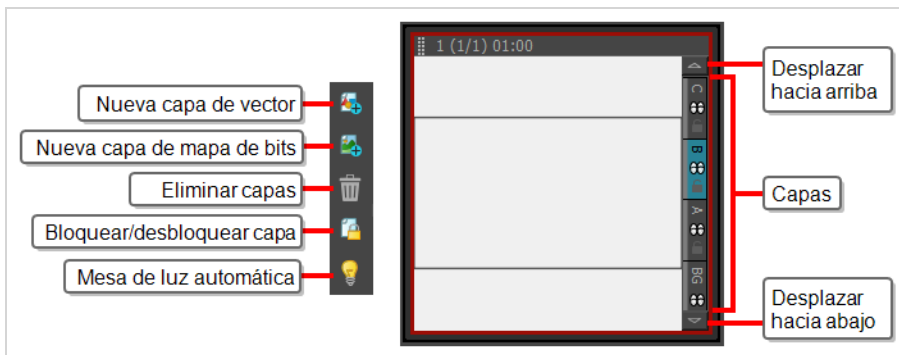 Nueva capa de vector
Nueva capa de mapa de bits
Eliminar capas
Bloquear/desbloquear capa
Mesa de luz automática
1 (1/1) 01:00
C
B
A
BG
Desplazar
hacia arriba
Capas
Desplazar
hacia abajo